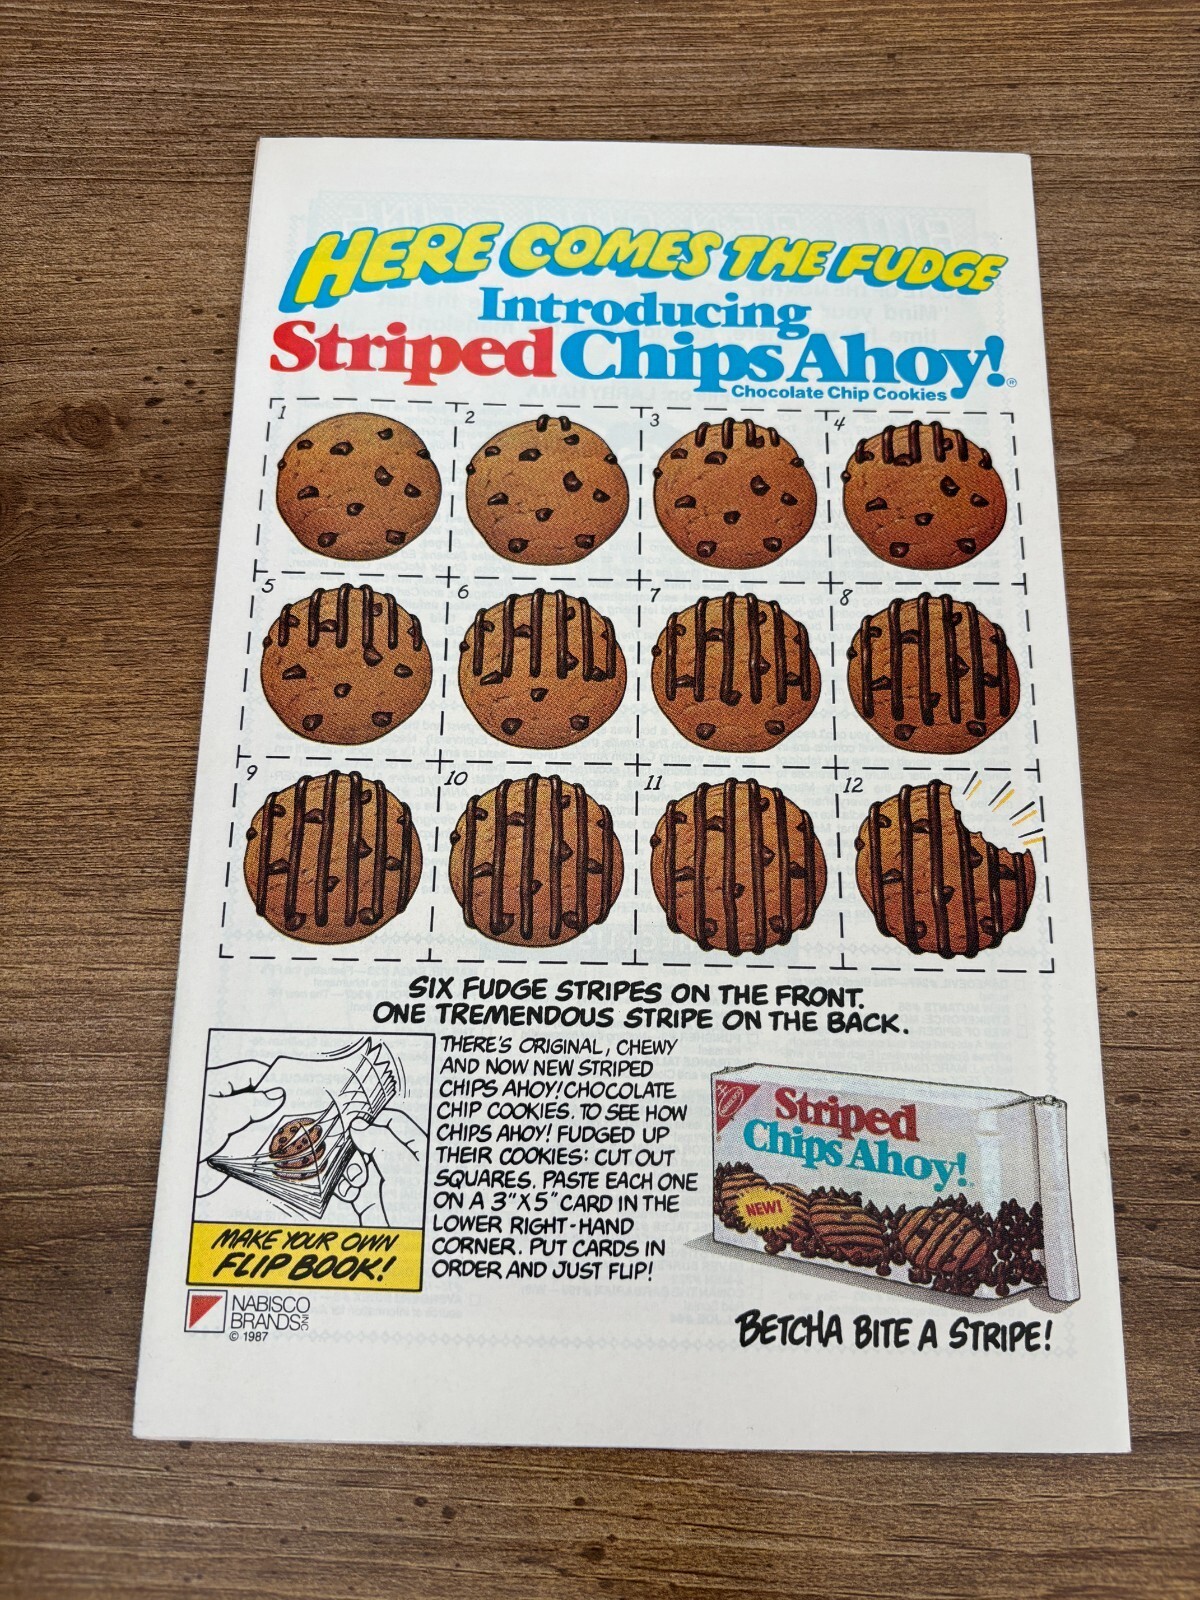 HERE COMES THE FUDGE
Introducing
Striped Chips Ahoy!®
Chocolate Chip Cookies
1
2
3
4
5
6
7
8
9
10
11
12
SIX FUDGE STRIPES ON THE FRONT.
ONE TREMENDOUS STRIPE ON THE BACK.
THERE'S ORIGINAL, CHEWY
AND NOW NEW STRIPED
CHIPS AHOY! CHOCOLATE
CHIP COOKIES. TO SEE HOW
CHIPS AHOY! FUDGED UP
THEIR COOKIES: CUT OUT
SQUARES. PASTE EACH ONE
ON A 3"X5" CARD IN THE
LOWER RIGHT-HAND
CORNER. PUT CARDS IN
ORDER AND JUST FLIP!
MAKE YOUR OWN
FLIP BOOK!
NABISCO
BRANDS INC
© 1987
NABISCO
Striped
Chips Ahoy!
NEW!
BETCHA BITE A STRIPE!